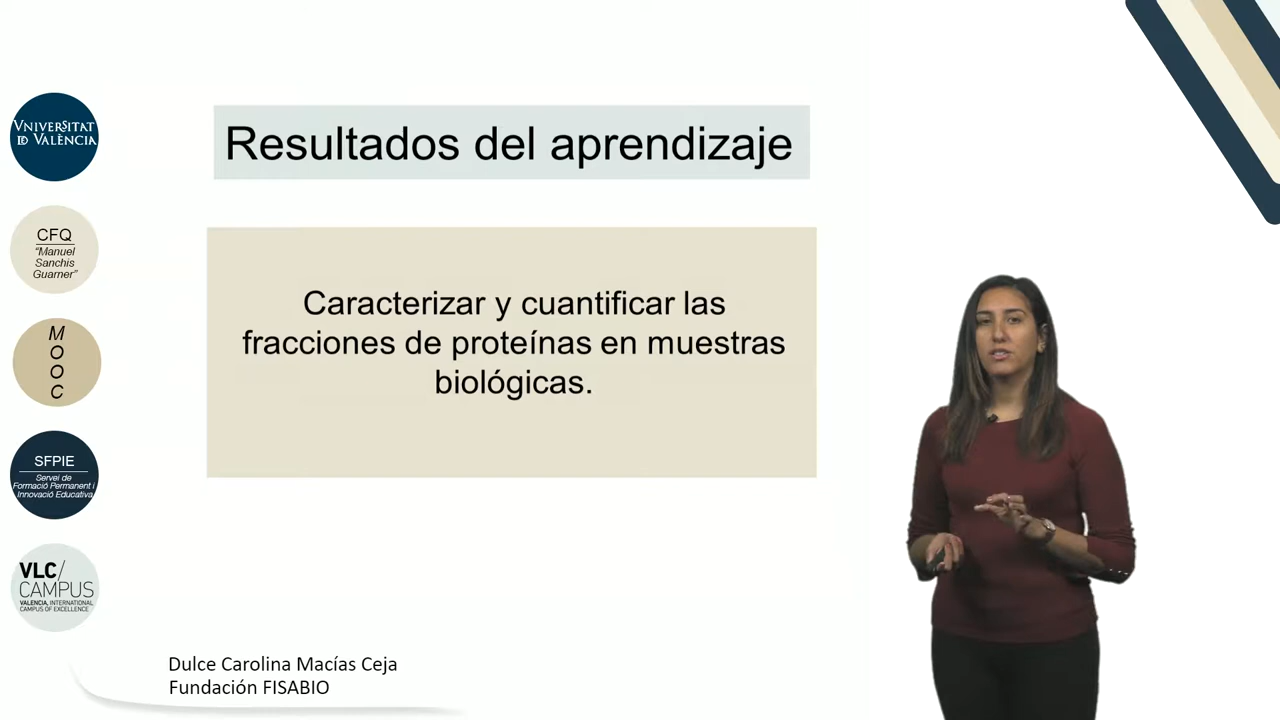 Resultados del aprendizaje
Caracterizar y cuantificar las
fracciones de proteínas en muestras
biológicas.
VNIVERSITAT
ID VALÈNCIA
CFQ
"Manuel
Sanchis
Guarner"
M
O
O
C
SFPIE
Servei de
Formació Permanent i
Innovació Educativa
VLC/
CAMPUS
VALENCIA, INTERNATIONAL
CAMPUS OF EXCELLENCE
Dulce Carolina Macías Ceja
Fundación FISABIO